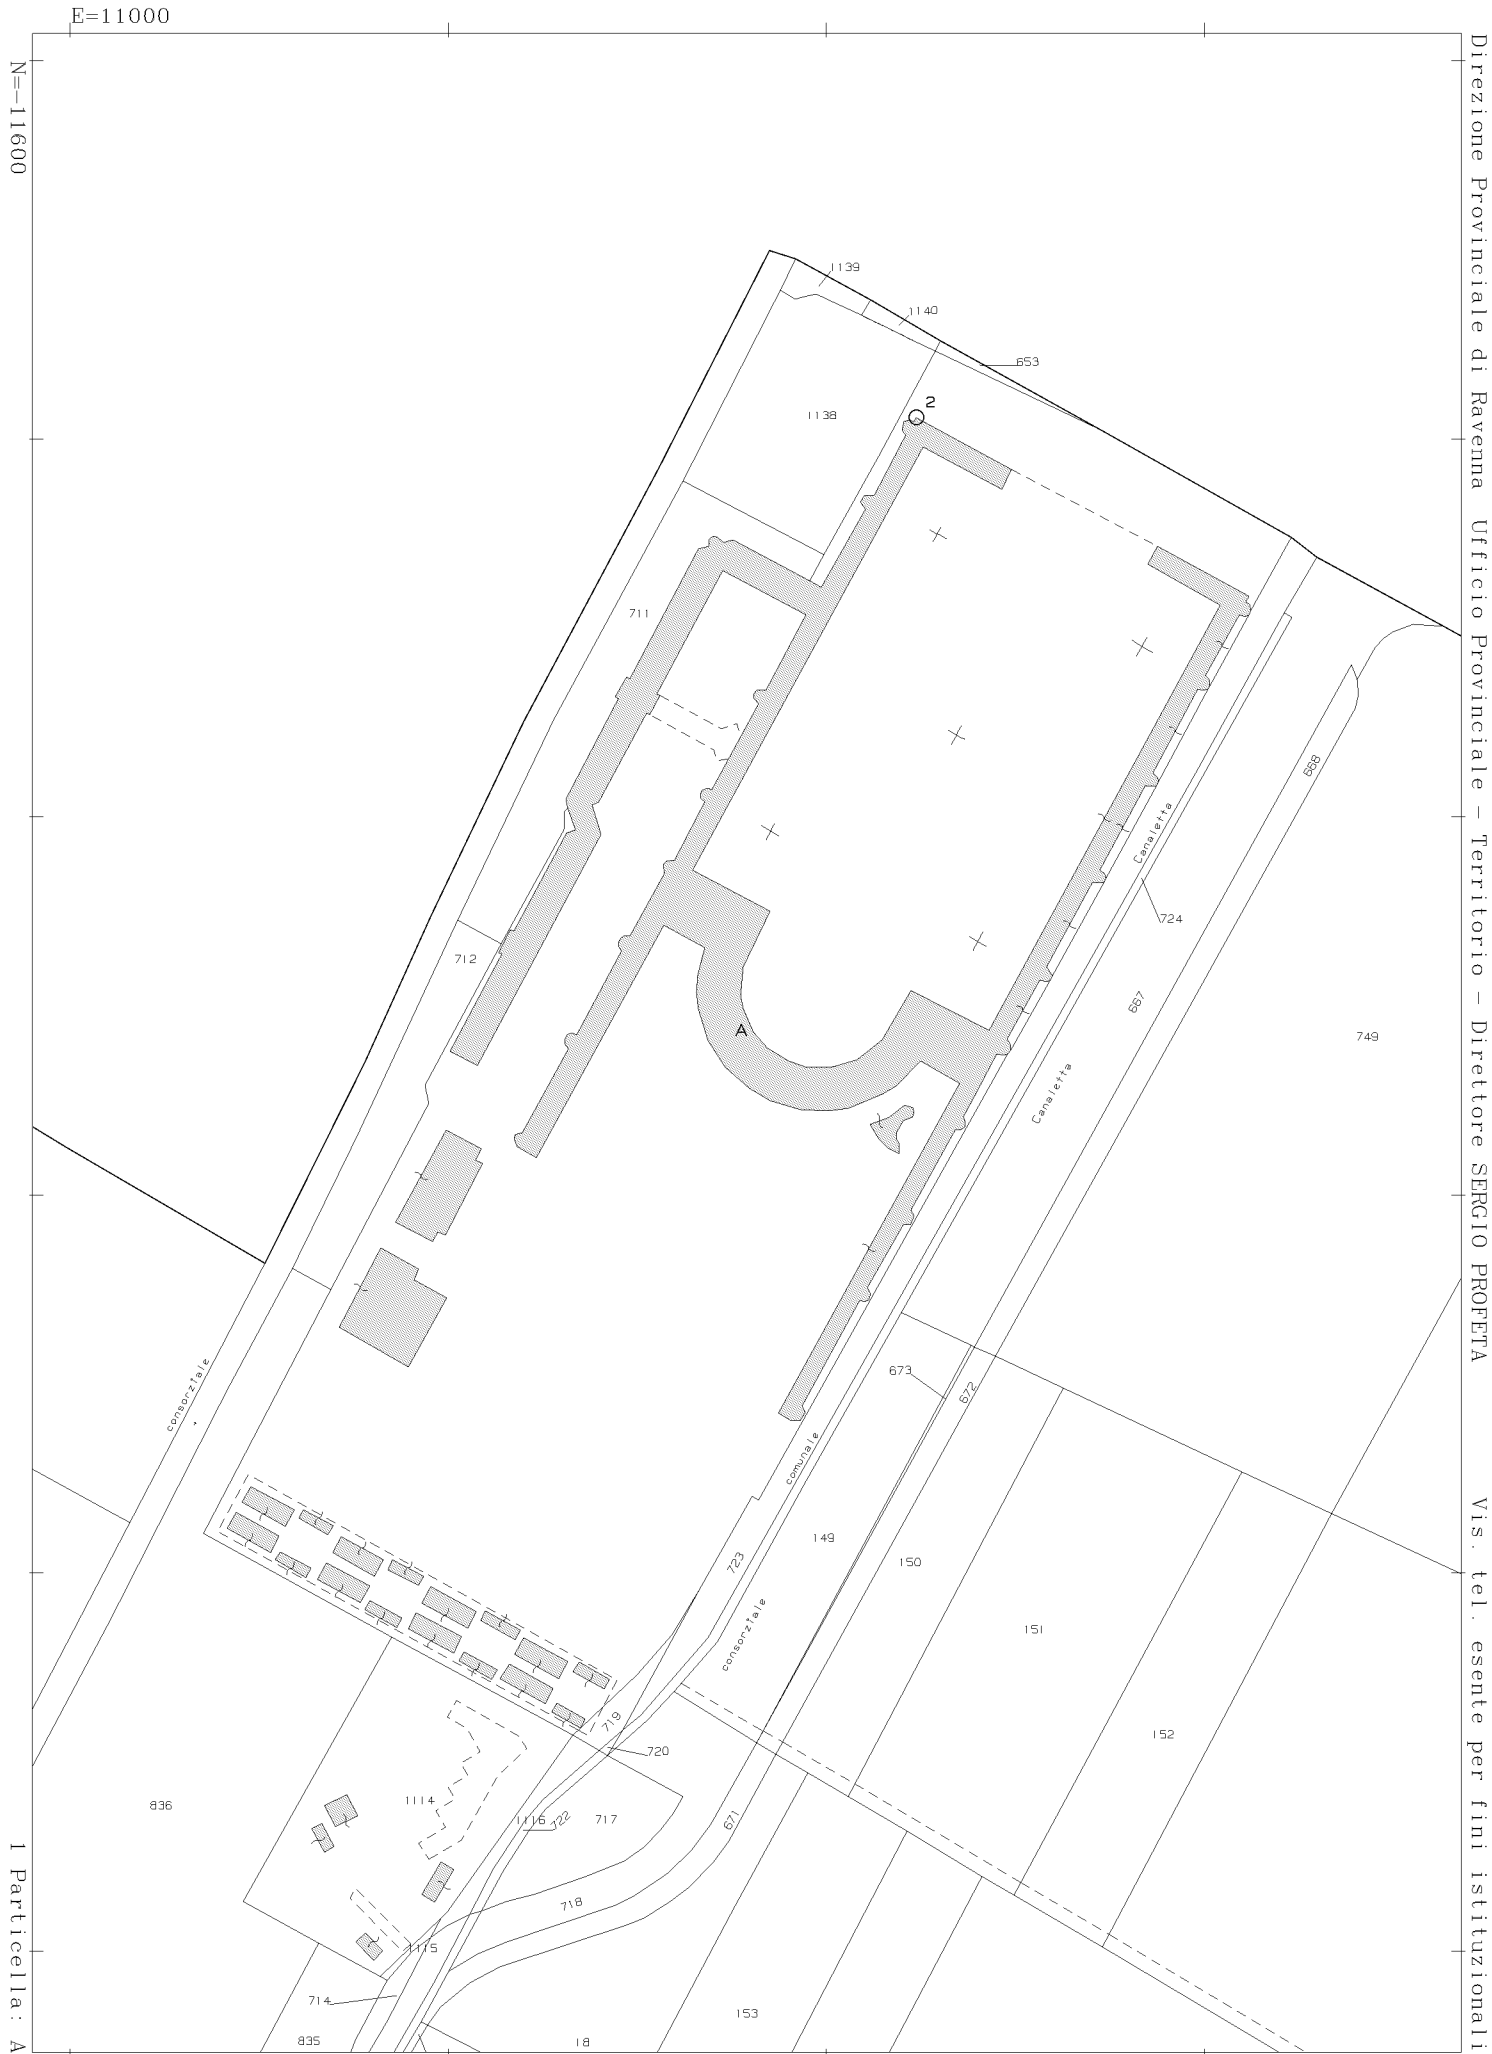 E=11000
N=-11600
Direzione Provinciale di Ravenna Ufficio Provinciale - Territorio - Direttore SERGIO PROFETA
Vis. tel. esente per fini istituzionali
1 Particella: A
1139
1140
653
2
1138
711
668
Canaletta
724
712
667
A
749
Canaletta
673
672
consorziale
comunale
149
723
150
consorziale
151
719
152
720
1114
836
1116
722
717
671
718
1115
714
153
835
18